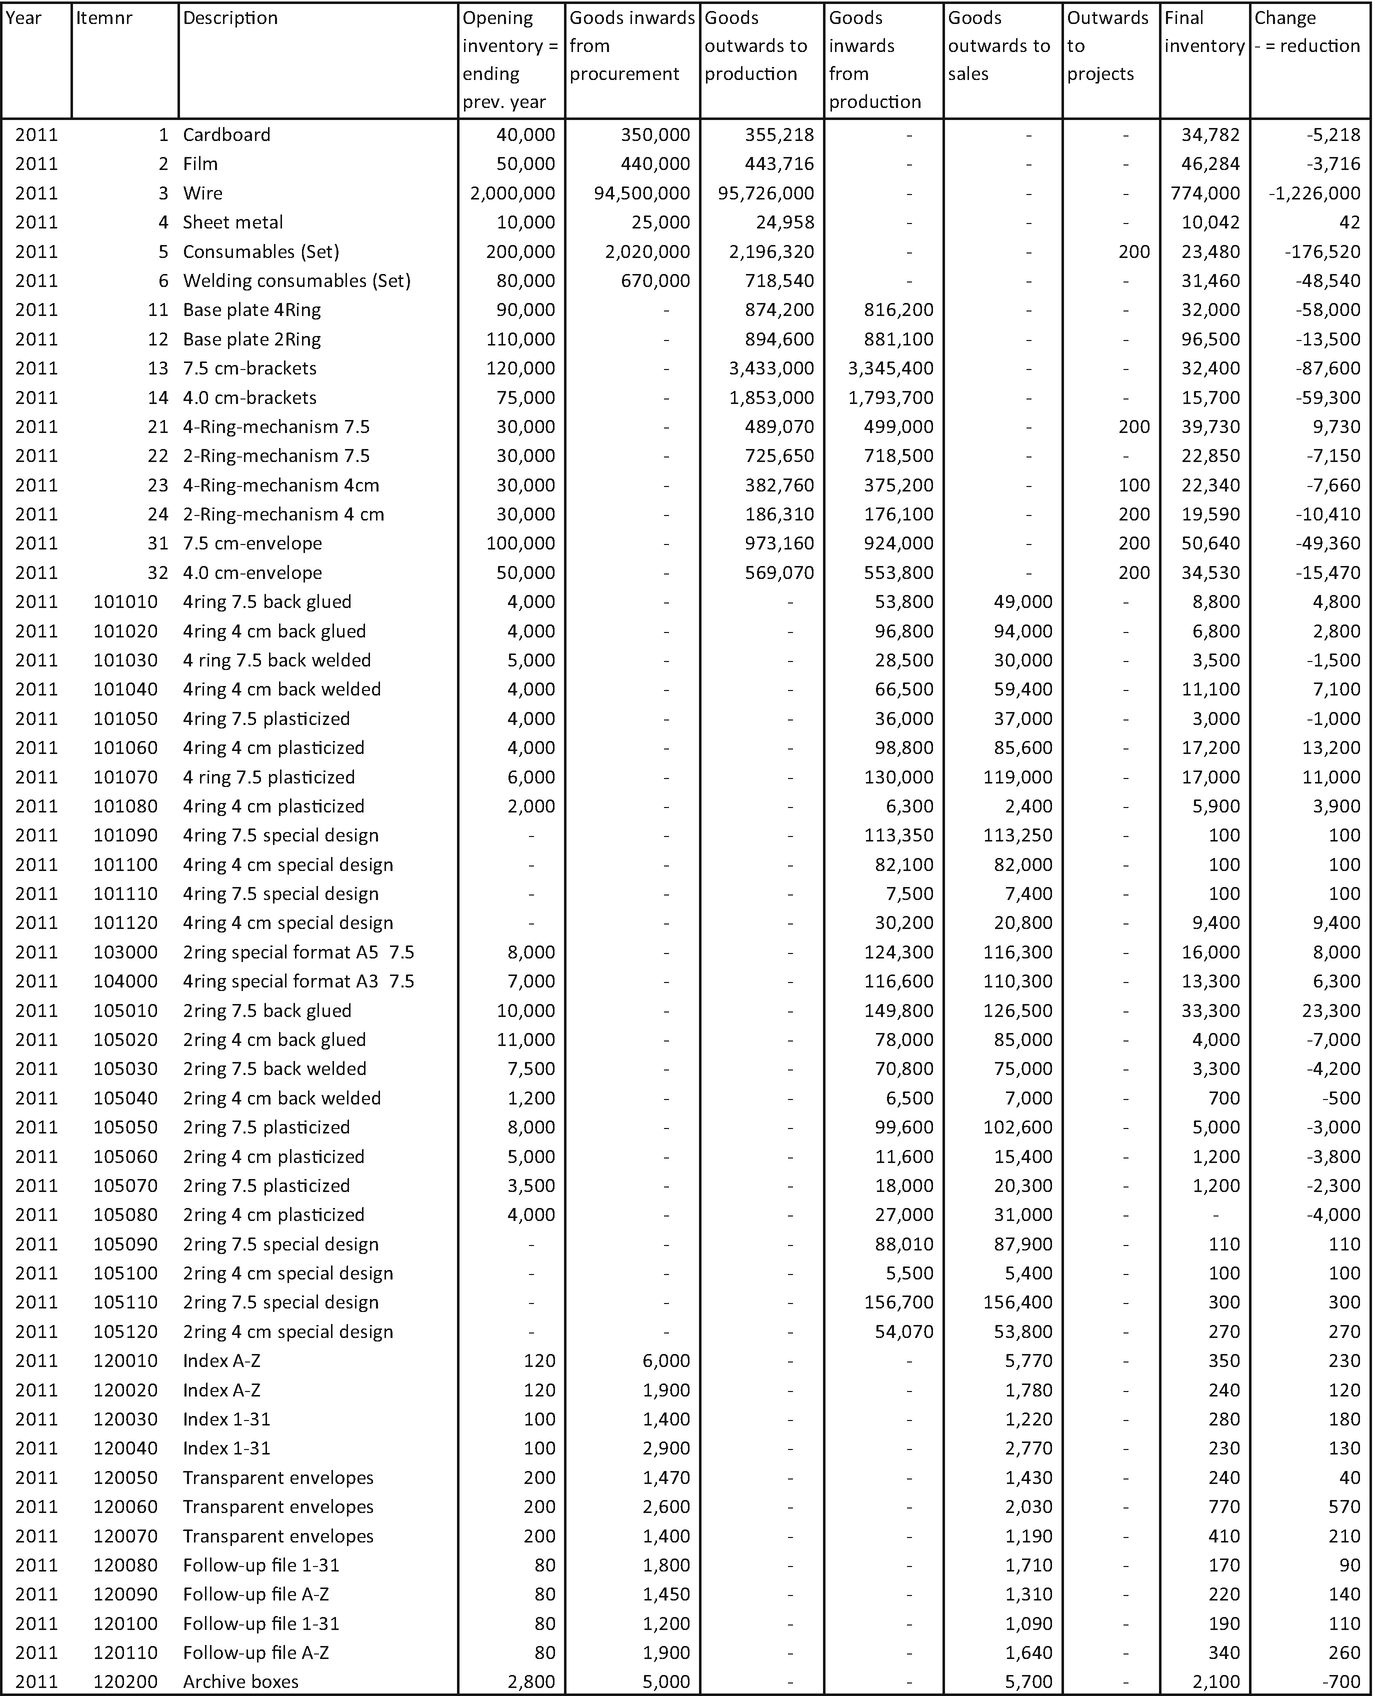 Year Itemnr Description Opening inventory = ending prev. year Goods inwards from procurement Goods outwards to production Goods inwards from production Goods outwards to sales Outwards to projects Final inventory Change - = reduction
2011 1 Cardboard 40,000 350,000 355,218 - - - 34,782 -5,218
2011 2 Film 50,000 440,000 443,716 - - - 46,284 -3,716
2011 3 Wire 2,000,000 94,500,000 95,726,000 - - - 774,000 -1,226,000
2011 4 Sheet metal 10,000 25,000 24,958 - - - 10,042 42
2011 5 Consumables (Set) 200,000 2,020,000 2,196,320 - - 200 23,480 -176,520
2011 6 Welding consumables (Set) 80,000 670,000 718,540 - - - 31,460 -48,540
2011 11 Base plate 4Ring 90,000 - 874,200 816,200 - - 32,000 -58,000
2011 12 Base plate 2Ring 110,000 - 894,600 881,100 - - 96,500 -13,500
2011 13 7.5 cm-brackets 120,000 - 3,433,000 3,345,400 - - 32,400 -87,600
2011 14 4.0 cm-brackets 75,000 - 1,853,000 1,793,700 - - 15,700 -59,300
2011 21 4-Ring-mechanism 7.5 30,000 - 489,070 499,000 - 200 39,730 9,730
2011 22 2-Ring-mechanism 7.5 30,000 - 725,650 718,500 - - 22,850 -7,150
2011 23 4-Ring-mechanism 4cm 30,000 - 382,760 375,200 - 100 22,340 -7,660
2011 24 2-Ring-mechanism 4 cm 30,000 - 186,310 176,100 - 200 19,590 -10,410
2011 31 7.5 cm-envelope 100,000 - 973,160 924,000 - 200 50,640 -49,360
2011 32 4.0 cm-envelope 50,000 - 569,070 553,800 - 200 34,530 -15,470
2011 101010 4ring 7.5 back glued 4,000 - - 53,800 49,000 - 8,800 4,800
2011 101020 4ring 4 cm back glued 4,000 - - 96,800 94,000 - 6,800 2,800
2011 101030 4 ring 7.5 back welded 5,000 - - 28,500 30,000 - 3,500 -1,500
2011 101040 4ring 4 cm back welded 4,000 - - 66,500 59,400 - 11,100 7,100
2011 101050 4ring 7.5 plasticized 4,000 - - 36,000 37,000 - 3,000 -1,000
2011 101060 4ring 4 cm plasticized 4,000 - - 98,800 85,600 - 17,200 13,200
2011 101070 4 ring 7.5 plasticized 6,000 - - 130,000 119,000 - 17,000 11,000
2011 101080 4ring 4 cm plasticized 2,000 - - 6,300 2,400 - 5,900 3,900
2011 101090 4ring 7.5 special design - - - 113,350 113,250 - 100 100
2011 101100 4ring 4 cm special design - - - 82,100 82,000 - 100 100
2011 101110 4ring 7.5 special design - - - 7,500 7,400 - 100 100
2011 101120 4ring 4 cm special design - - - 30,200 20,800 - 9,400 9,400
2011 103000 2ring special format A5 7.5 8,000 - - 124,300 116,300 - 16,000 8,000
2011 104000 4ring special format A3 7.5 7,000 - - 116,600 110,300 - 13,300 6,300
2011 105010 2ring 7.5 back glued 10,000 - - 149,800 126,500 - 33,300 23,300
2011 105020 2ring 4 cm back glued 11,000 - - 78,000 85,000 - 4,000 -7,000
2011 105030 2ring 7.5 back welded 7,500 - - 70,800 75,000 - 3,300 -4,200
2011 105040 2ring 4 cm back welded 1,200 - - 6,500 7,000 - 700 -500
2011 105050 2ring 7.5 plasticized 8,000 - - 99,600 102,600 - 5,000 -3,000
2011 105060 2ring 4 cm plasticized 5,000 - - 11,600 15,400 - 1,200 -3,800
2011 105070 2ring 7.5 plasticized 3,500 - - 18,000 20,300 - 1,200 -2,300
2011 105080 2ring 4 cm plasticized 4,000 - - 27,000 31,000 - - -4,000
2011 105090 2ring 7.5 special design - - - 88,010 87,900 - 110 110
2011 105100 2ring 4 cm special design - - - 5,500 5,400 - 100 100
2011 105110 2ring 7.5 special design - - - 156,700 156,400 - 300 300
2011 105120 2ring 4 cm special design - - - 54,070 53,800 - 270 270
2011 120010 Index A-Z 120 6,000 - - 5,770 - 350 230
2011 120020 Index A-Z 120 1,900 - - 1,780 - 240 120
2011 120030 Index 1-31 100 1,400 - - 1,220 - 280 180
2011 120040 Index 1-31 100 2,900 - - 2,770 - 230 130
2011 120050 Transparent envelopes 200 1,470 - - 1,430 - 240 40
2011 120060 Transparent envelopes 200 2,600 - - 2,030 - 770 570
2011 120070 Transparent envelopes 200 1,400 - - 1,190 - 410 210
2011 120080 Follow-up file 1-31 80 1,800 - - 1,710 - 170 90
2011 120090 Follow-up file A-Z 80 1,450 - - 1,310 - 220 140
2011 120100 Follow-up file 1-31 80 1,200 - - 1,090 - 190 110
2011 120110 Follow-up file A-Z 80 1,900 - - 1,640 - 340 260
2011 120200 Archive boxes 2,800 5,000 - - 5,700 - 2,100 -700